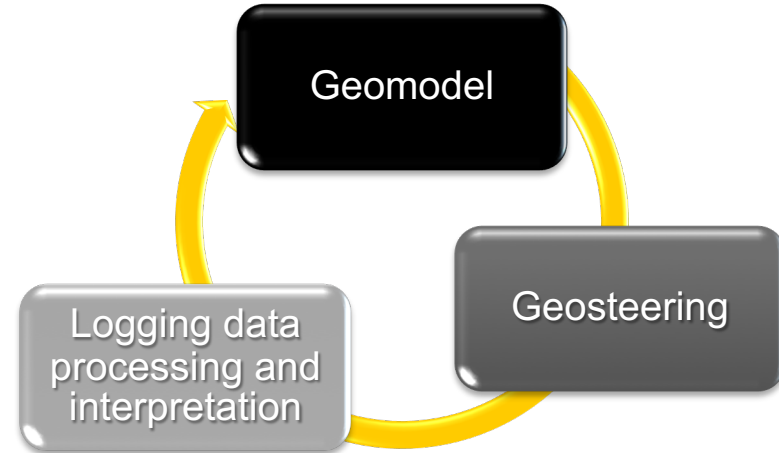 Geomodel
Geosteering
Logging data
processing and
interpretation